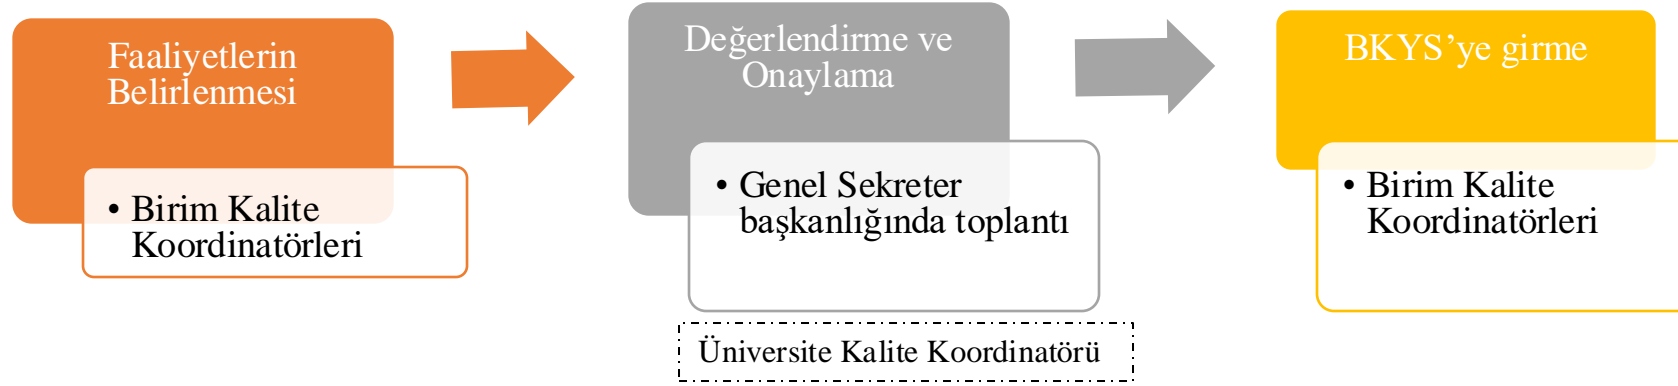 Faaliyetlerin
Belirlenmesi
• Birim Kalite
Koordinatörleri
Değerlendirme ve
Onaylama
• Genel Sekreter
başkanlığında toplantı
Üniversite Kalite Koordinatörü
BKYS’ye girme
• Birim Kalite
Koordinatörleri